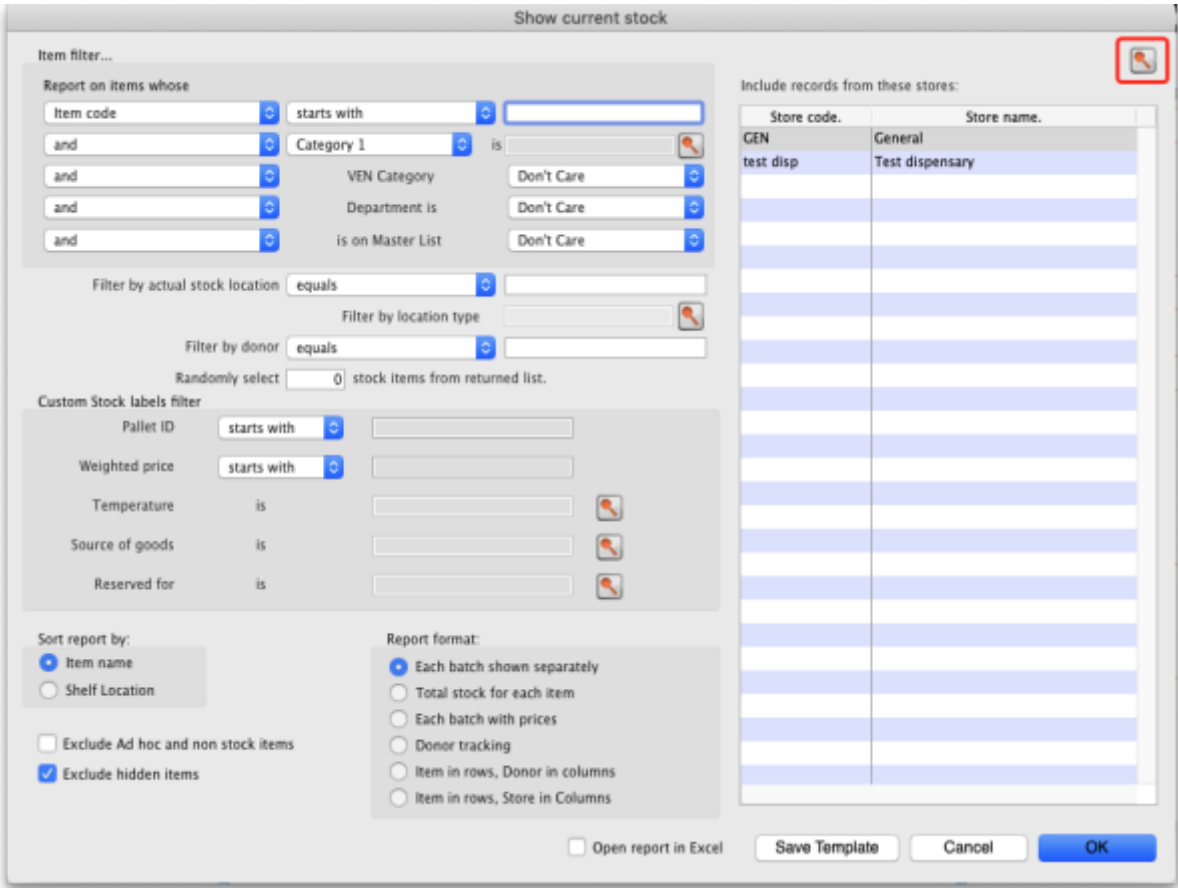 Show current stock
Item filter...
Report on items whose
Item code starts with
and Category 1 is
and VEN Category Don't Care
and Department is Don't Care
and is on Master List Don't Care
Filter by actual stock location equals
Filter by location type
Filter by donor equals
Randomly select 0 stock items from returned list.
Custom Stock labels filter
Pallet ID starts with
Weighted price starts with
Temperature is
Source of goods is
Reserved for is
Sort report by:
Item name
Shelf Location
Exclude Ad hoc and non stock items
Exclude hidden items
Report format:
Each batch shown separately
Total stock for each item
Each batch with prices
Donor tracking
Item in rows, Donor in columns
Item in rows, Store in Columns
Include records from these stores:
Store code. Store name.
GEN General
test disp Test dispensary
Open report in Excel Save Template Cancel OK